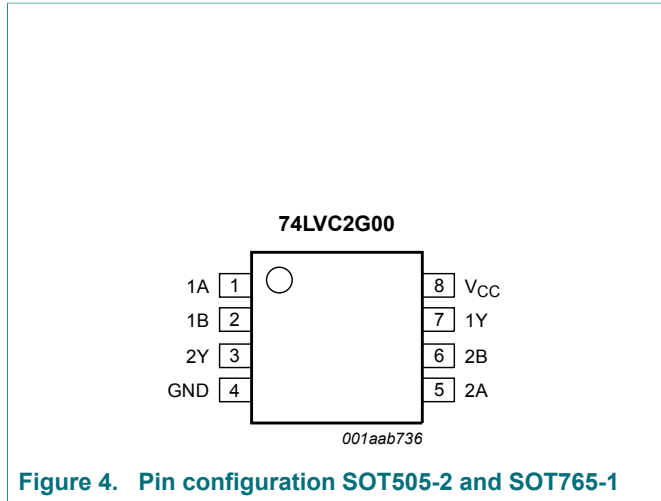 74LVC2G00
1A 1 8 VCC
1B 2 7 1Y
2Y 3 6 2B
GND 4 5 2A
001aab736
Figure 4. Pin configuration SOT505-2 and SOT765-1